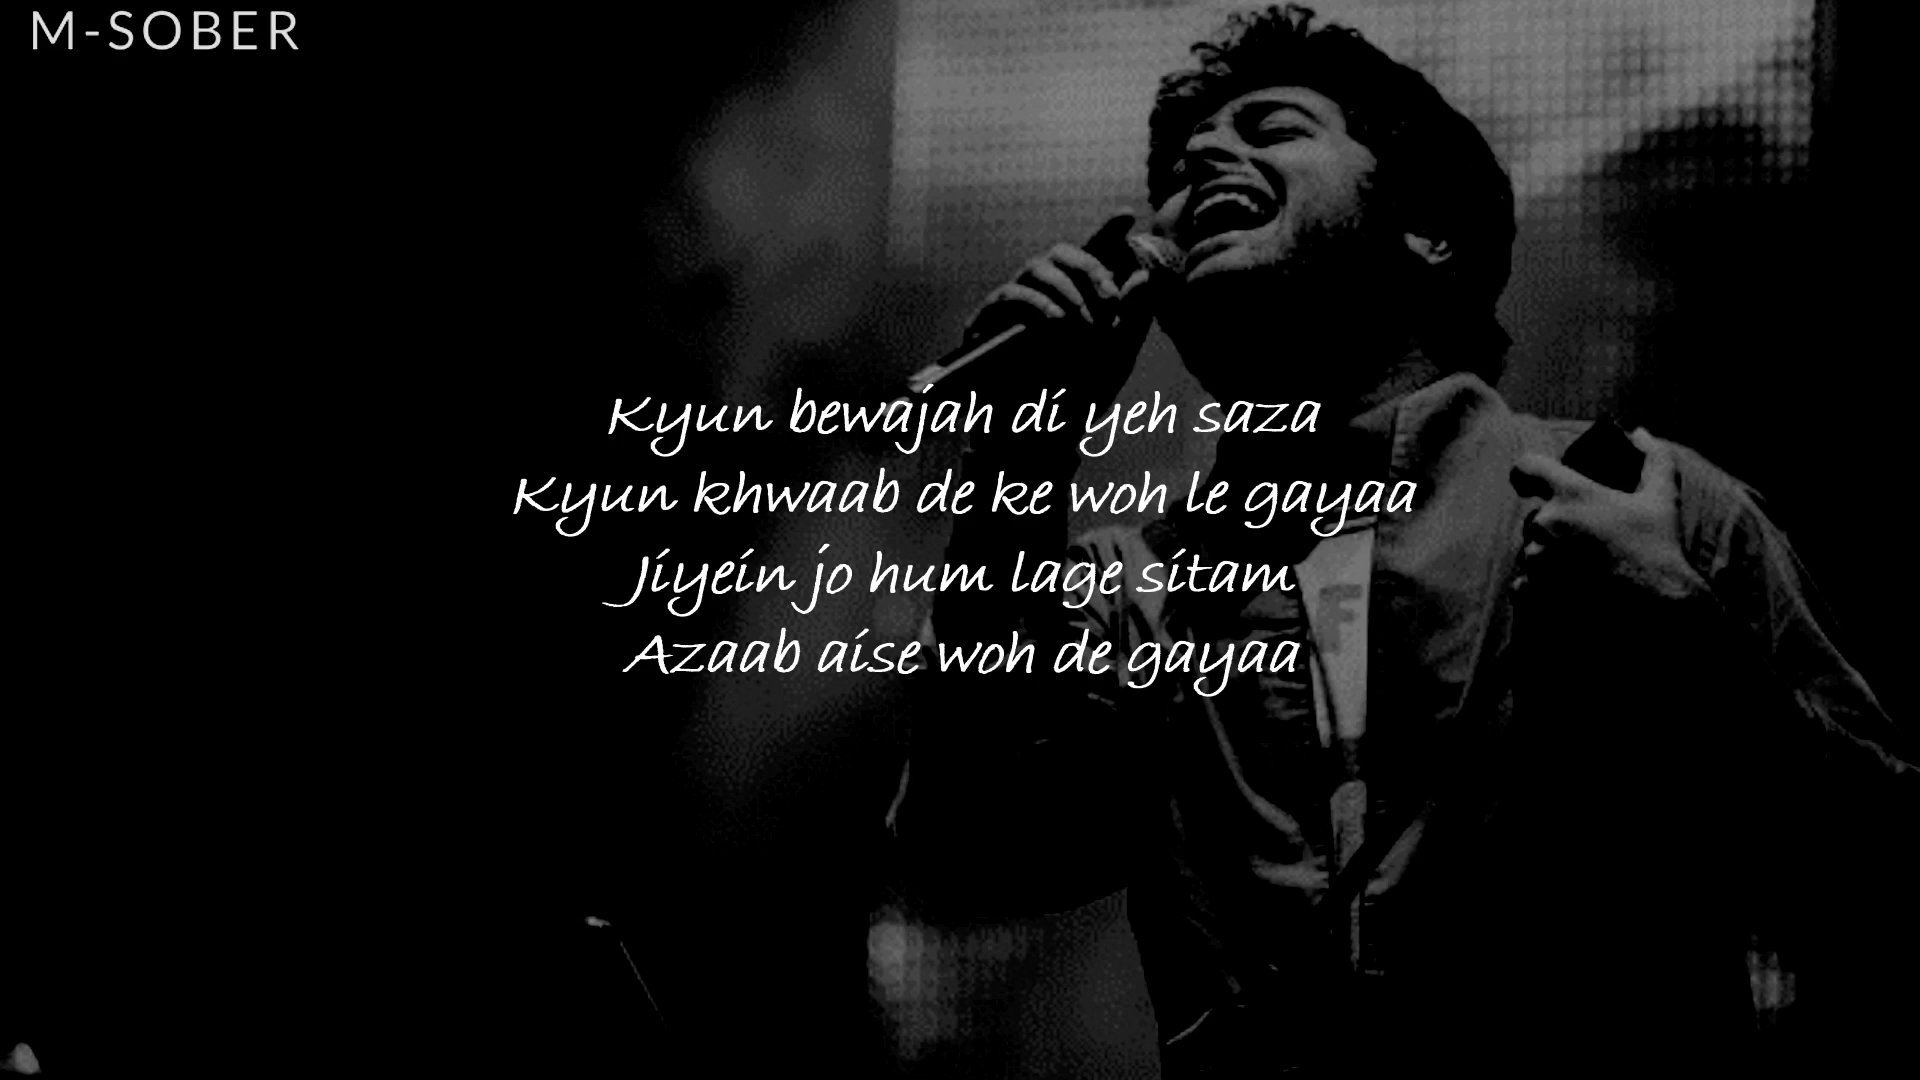 M-SOBER
Kyun bewajah di yeh saza
Kyun khwaab de ke woh le gayaa
Jiyein jo hum lage sitam
Azaab aise woh de gayaa
F